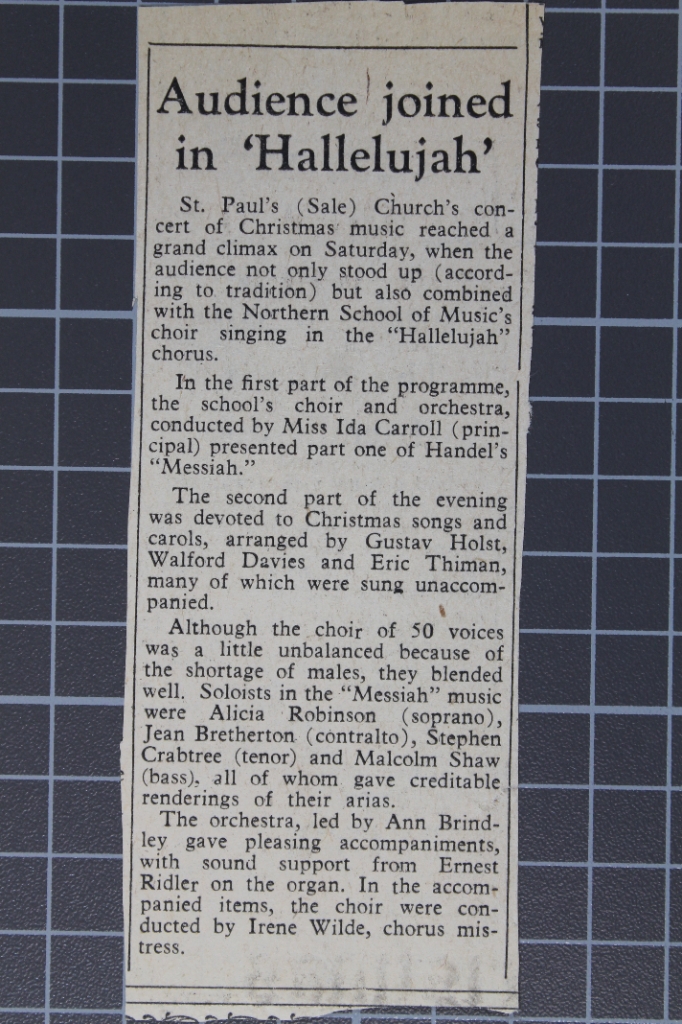 Audience joined
in ‘Hallelujah’
St. Paul's (Sale) Church's con-
cert of Christmas music reached a
grand climax on Saturday, when the
audience not only stood up (accord-
ing to tradition) but also combined
with the Northern School of Music's
choir singing in the "Hallelujah"
chorus.
In the first part of the programme,
the school's choir and orchestra,
conducted by Miss Ida Carroll (prin-
cipal) presented part one of Handel's
"Messiah."
The second part of the evening
was devoted to Christmas songs and
carols, arranged by Gustav Holst,
Walford Davies and Eric Thiman,
many of which were sung unaccom-
panied.
Although the choir of 50 voices
was a little unbalanced because of
the shortage of males, they blended
well. Soloists in the "Messiah" music
were Alicia Robinson (soprano),
Jean Bretherton (contralto), Stephen
Crabtree (tenor) and Malcolm Shaw
(bass), all of whom gave creditable
renderings of their arias.
The orchestra, led by Ann Brind-
ley gave pleasing accompaniments,
with sound support from Ernest
Ridler on the organ. In the accom-
panied items, the choir were con-
ducted by Irene Wilde, chorus mis-
tress.